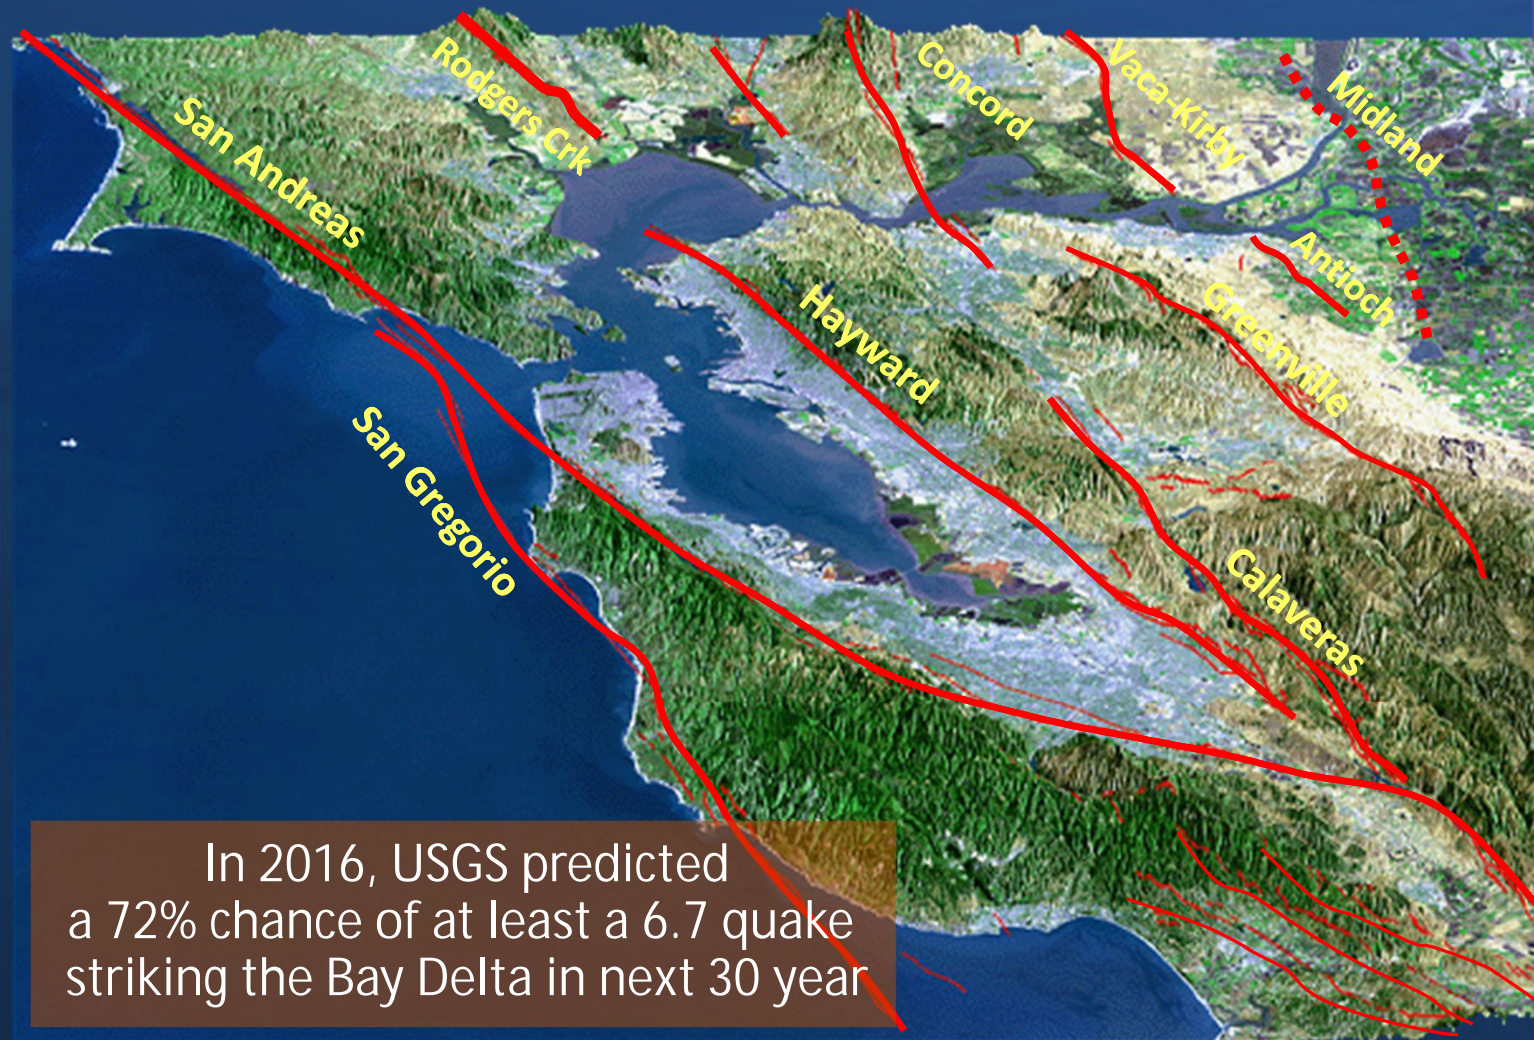 Rodgers Crk
Concord
Vaca-Kirby
Midland
San Andreas
Antioch
Greenville
Hayward
San Gregorio
Calaveras
In 2016, USGS predicted
a 72% chance of at least a 6.7 quake
striking the Bay Delta in next 30 year